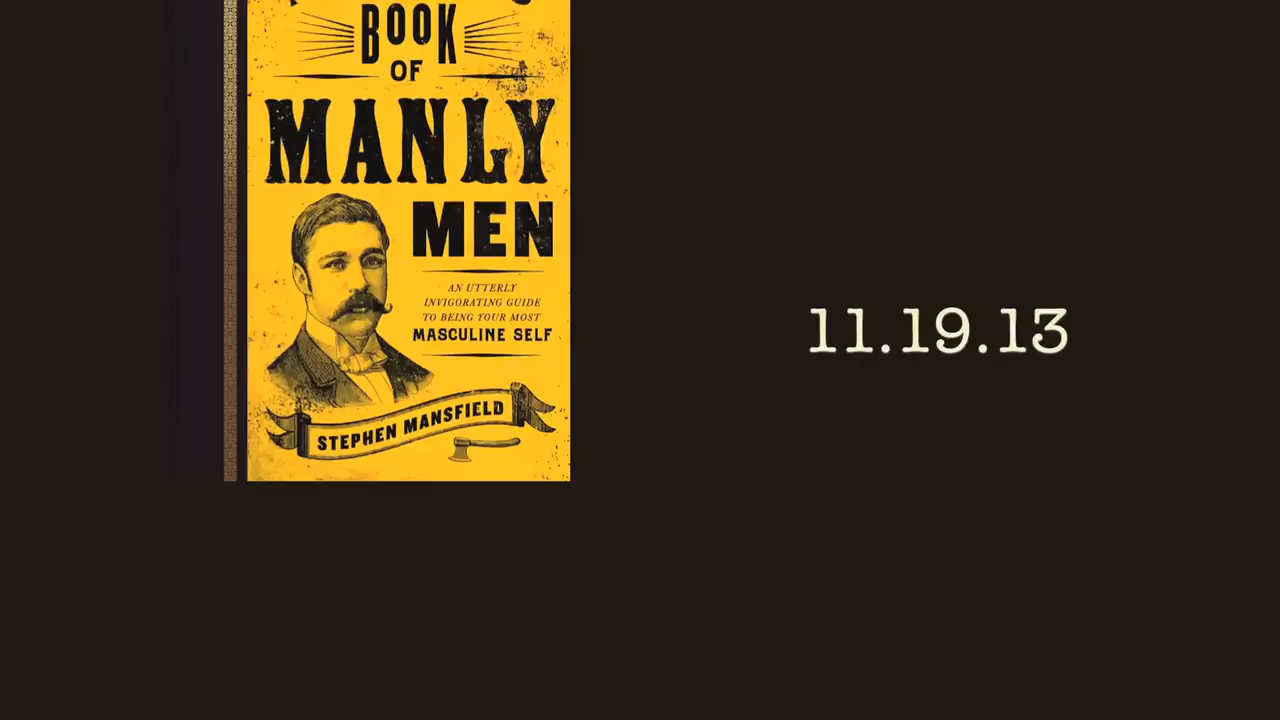 BOOK
OF
MANLY
MEN
AN UTTERLY
INVIGORATING GUIDE
TO BEING YOUR MOST
MASCULINE SELF
STEPHEN MANSFIELD
11.19.13